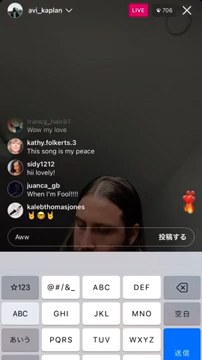 avi_kaplan
LIVE
706
Wow my love
kathy.folkerts.3
This song is my peace
sidy1212
hii lovely!
juanca_gb
When I'm Fool!!!!
kalebthomasjones
🤘😎🤘
Aww
投稿する
☆123
@#/&_
ABC
DEF
ABC
GHI
JKL
MNO
空白
あいう
PQRS
TUV
WXYZ
送信